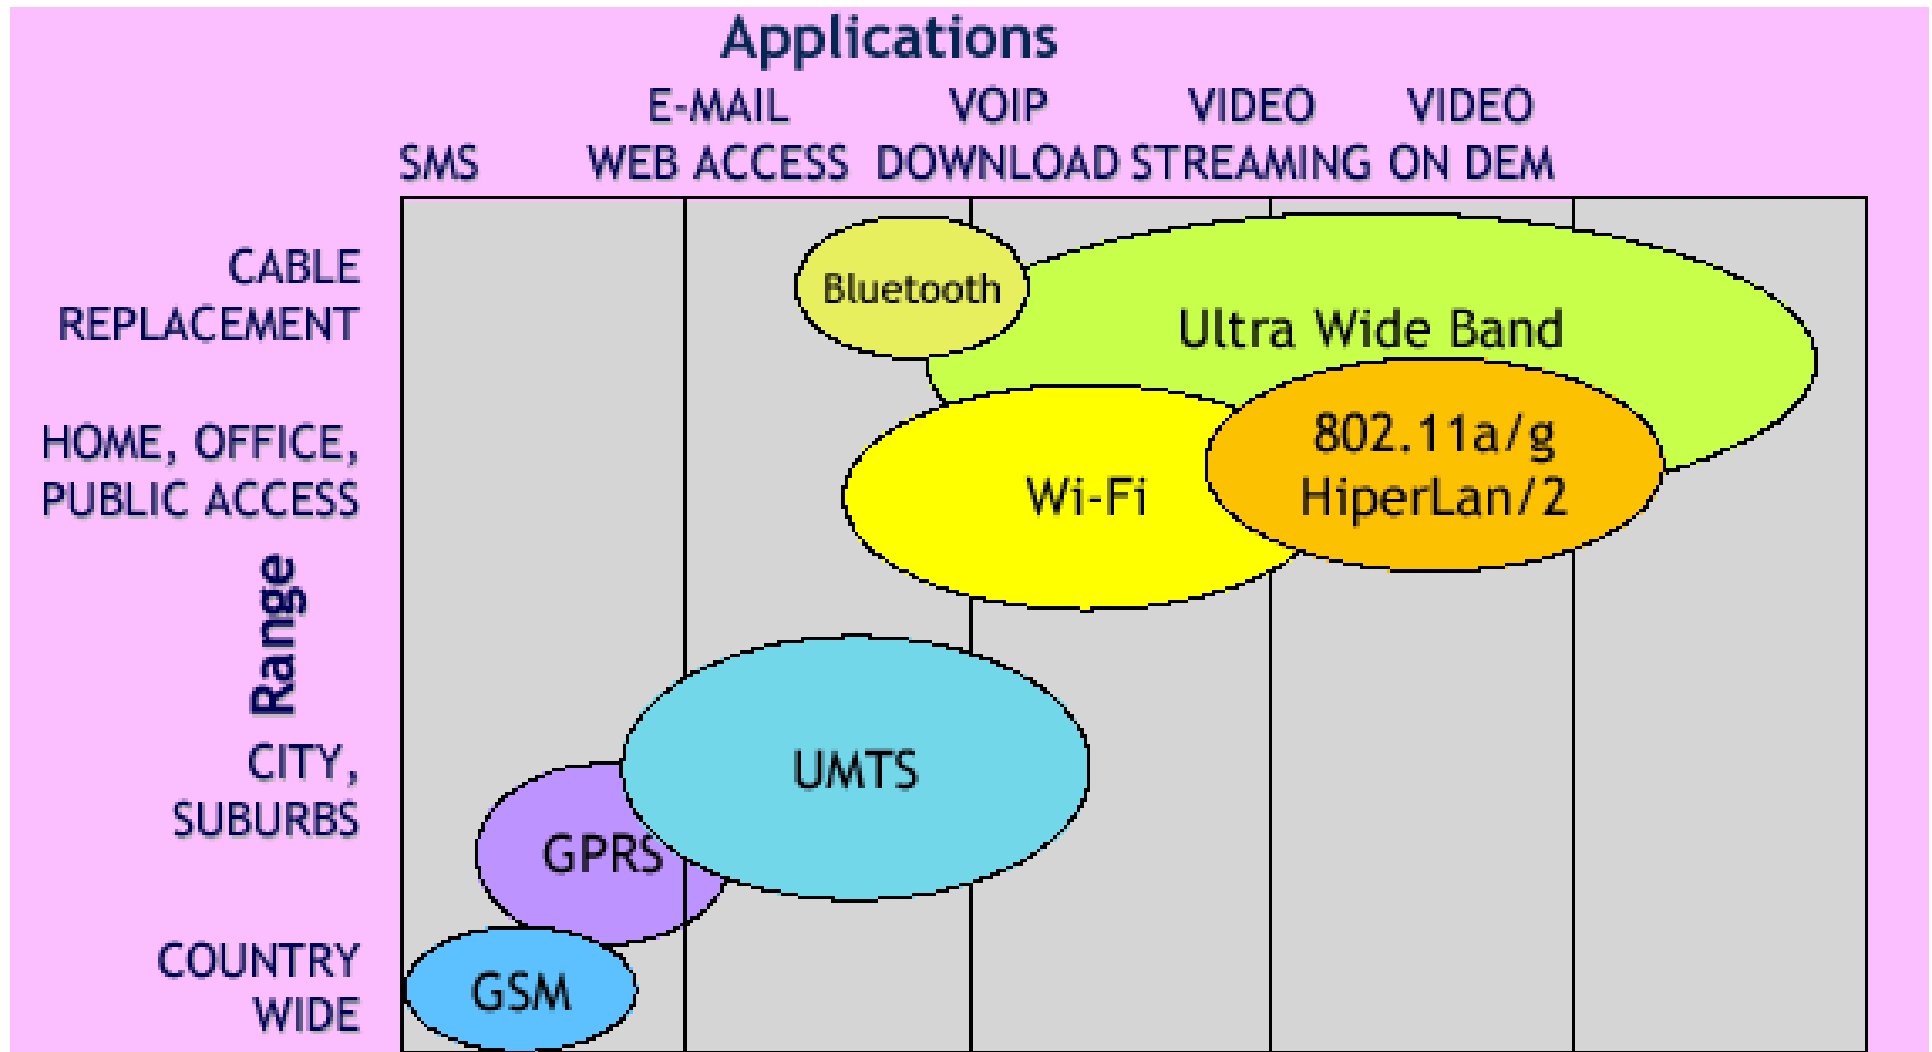 Applications
E-MAIL VOIP VIDEO VIDEO
SMS WEB ACCESS DOWNLOAD STREAMING ON DEM
CABLE
REPLACEMENT
Bluetooth
Ultra Wide Band
HOME, OFFICE,
PUBLIC ACCESS
Wi-Fi
802.11a/g
HiperLan/2
Range
CITY,
SUBURBS
UMTS
GPRS
COUNTRY
WIDE
GSM